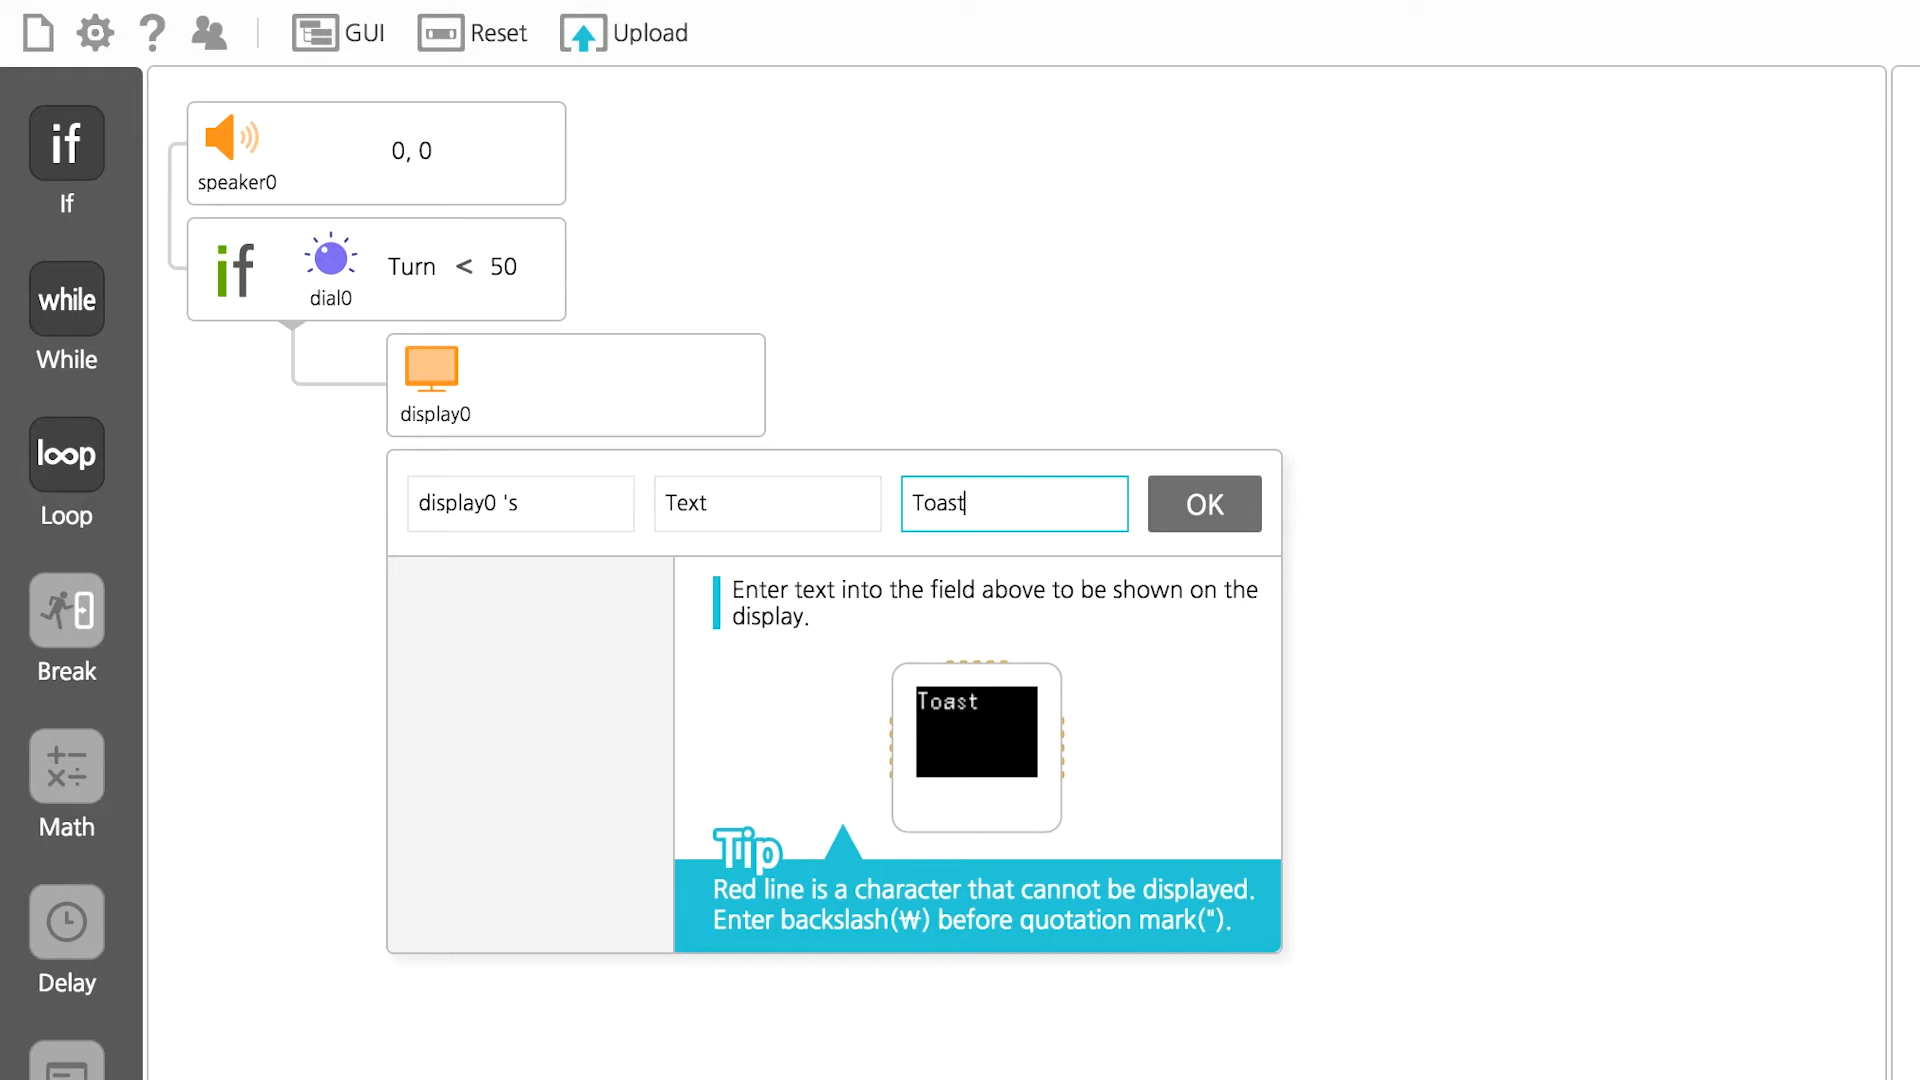 GUI
Reset
Upload
if
If
while
While
loop
Loop
Break
Math
Delay
speaker0
0, 0
if
dial0
Turn < 50
display0
display0 's
Text
Toast
OK
Enter text into the field above to be shown on the
display.
Toast
Tip
Red line is a character that cannot be displayed.
Enter backslash(₩) before quotation mark(").